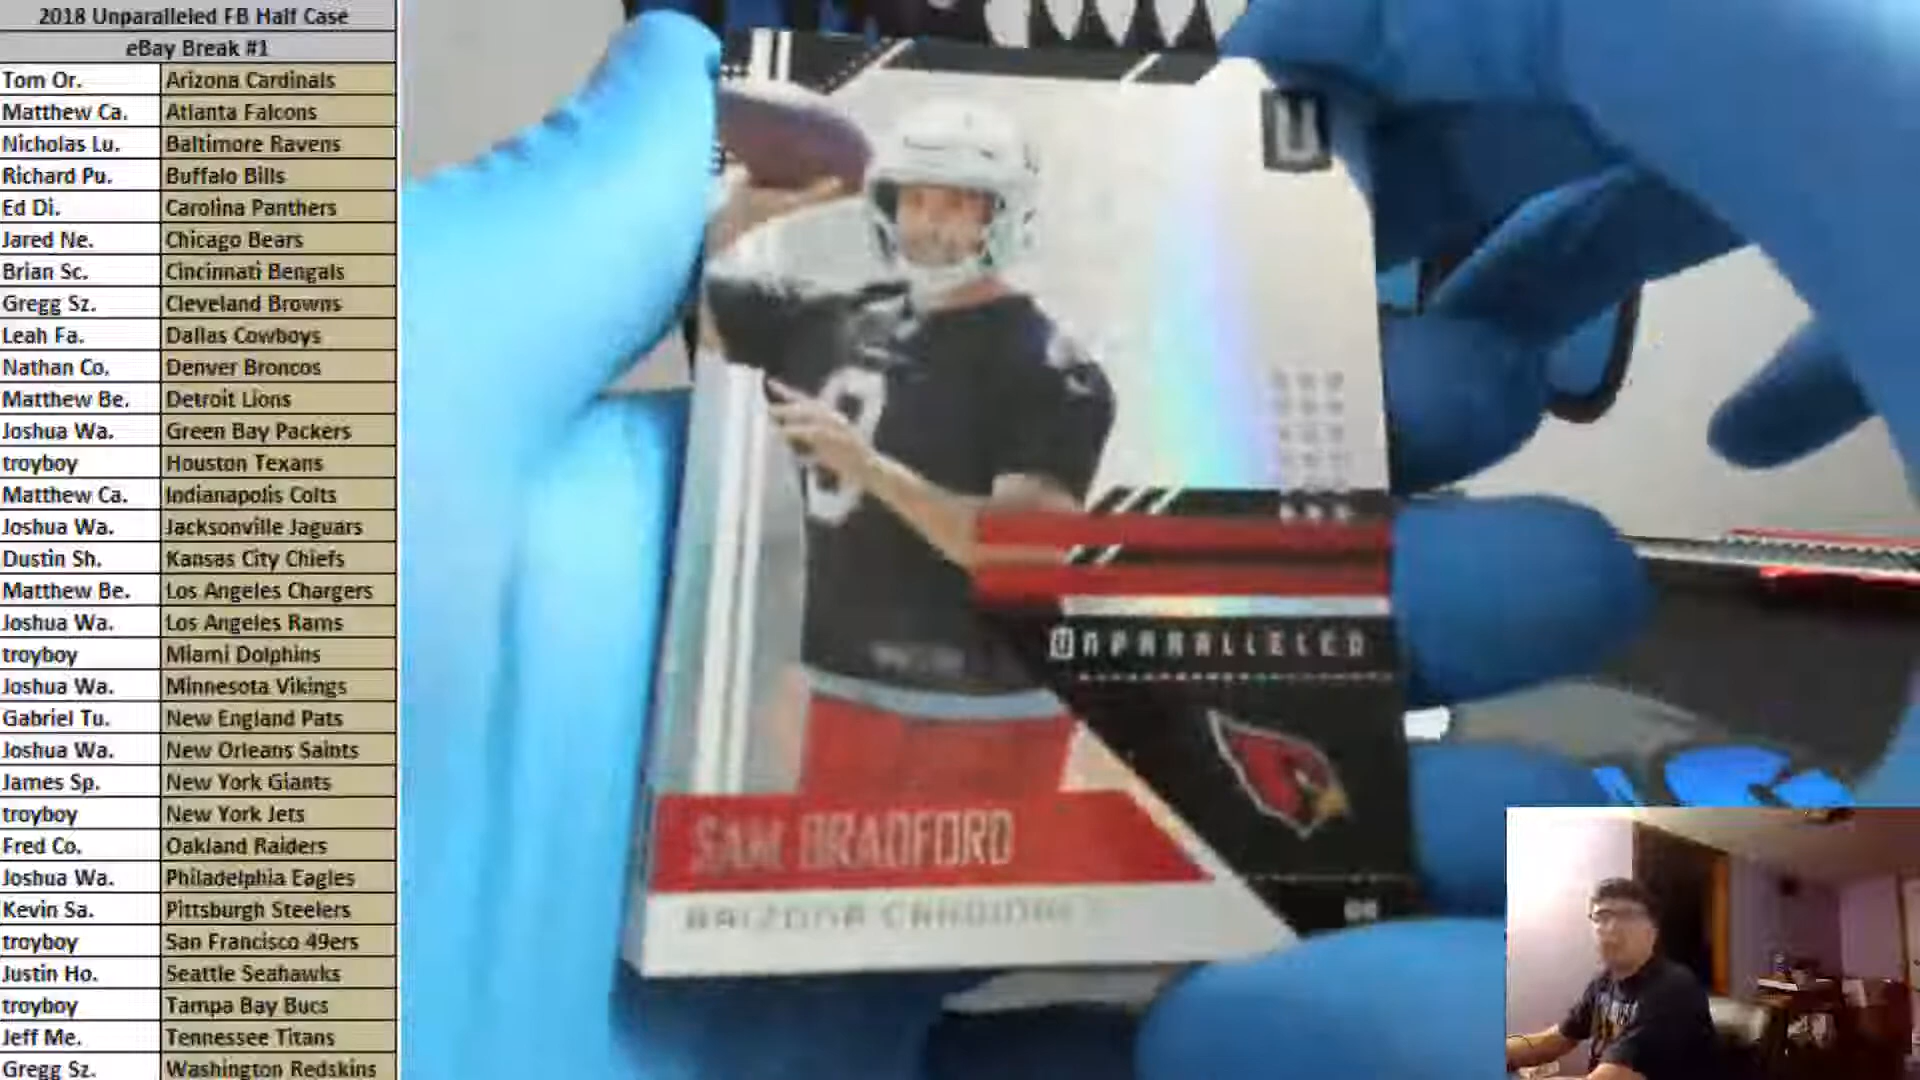 2018 Unparalleled FB Half Case
eBay Break #1
Tom Or. Arizona Cardinals
Matthew Ca. Atlanta Falcons
Nicholas Lu. Baltimore Ravens
Richard Pu. Buffalo Bills
Ed Di. Carolina Panthers
Jared Ne. Chicago Bears
Brian Sc. Cincinnati Bengals
Gregg Sz. Cleveland Browns
Leah Fa. Dallas Cowboys
Nathan Co. Denver Broncos
Matthew Be. Detroit Lions
Joshua Wa. Green Bay Packers
troyboy Houston Texans
Matthew Ca. Indianapolis Colts
Joshua Wa. Jacksonville Jaguars
Dustin Sh. Kansas City Chiefs
Matthew Be. Los Angeles Chargers
Joshua Wa. Los Angeles Rams
troyboy Miami Dolphins
Joshua Wa. Minnesota Vikings
Gabriel Tu. New England Pats
Joshua Wa. New Orleans Saints
James Sp. New York Giants
troyboy New York Jets
Fred Co. Oakland Raiders
Joshua Wa. Philadelphia Eagles
Kevin Sa. Pittsburgh Steelers
troyboy San Francisco 49ers
Justin Ho. Seattle Seahawks
troyboy Tampa Bay Bucs
Jeff Me. Tennessee Titans
Gregg Sz. Washington Redskins
U
UNPARALLELED
SAM BRADFORD
ARIZONA CARDINALS
QB